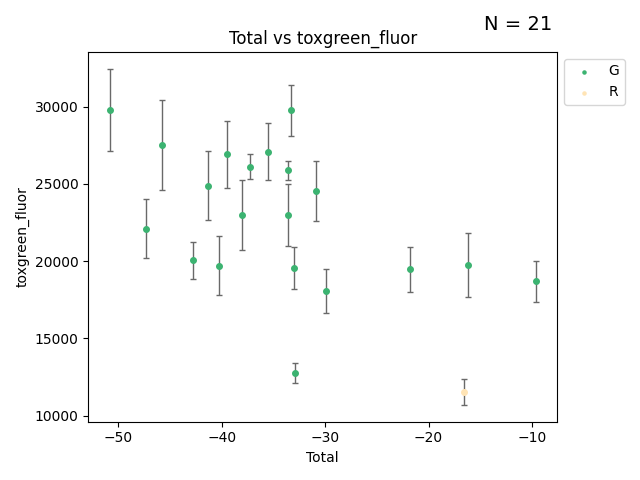 N = 21
Total vs toxgreen_fluor
G
R
30000
25000
20000
15000
10000
toxgreen_fluor
−50 −40 −30 −20 −10
Total